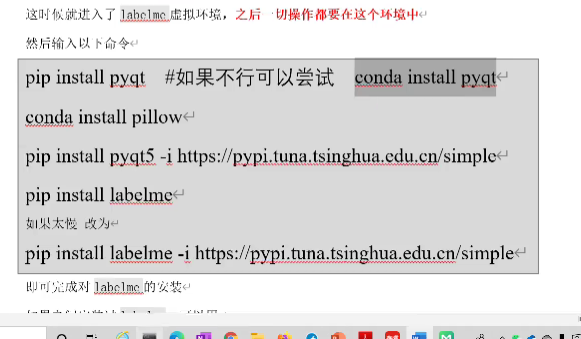 这时候就进入了 labelme 虚拟环境，之后一切操作都要在这个环境中
然后输入以下命令
pip install pyqt #如果不行可以尝试 conda install pyqt
conda install pillow
pip install pyqt5 -i https://pypi.tuna.tsinghua.edu.cn/simple
pip install labelme
如果太慢 改为
pip install labelme -i https://pypi.tuna.tsinghua.edu.cn/simple
即可完成对 labelme 的安装